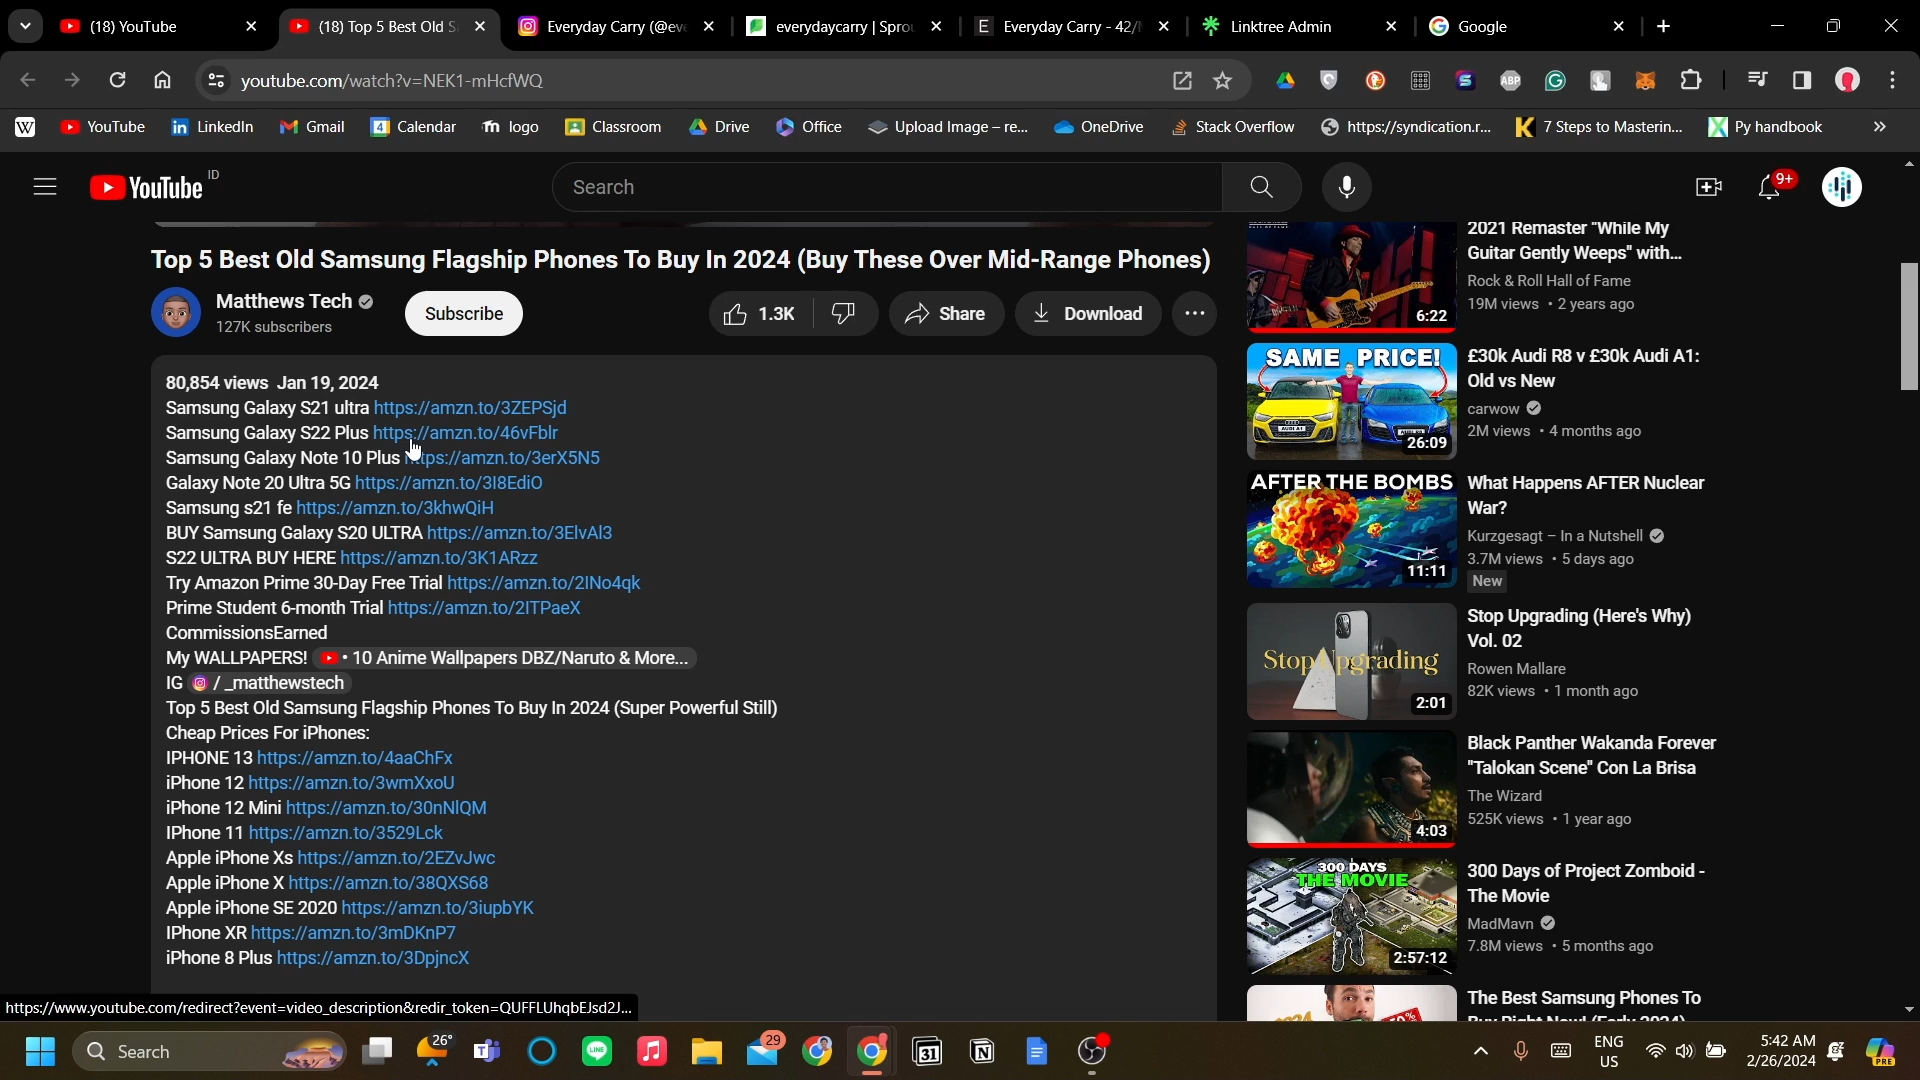 (18) YouTube
(18) Top 5 Best Old S
Everyday Carry (@eve
everydaycarry | Sprou
Everyday Carry - 42/
Linktree Admin
Google
youtube.com/watch?v=NEK1-mHcfWQ
YouTube
LinkedIn
Gmail
Calendar
logo
Classroom
Drive
Office
Upload Image – re...
OneDrive
Stack Overflow
https://syndication.r...
7 Steps to Masterin...
Py handbook
YouTube ID
Search
9+
Top 5 Best Old Samsung Flagship Phones To Buy In 2024 (Buy These Over Mid-Range Phones)
Matthews Tech
127K subscribers
Subscribe
1.3K
Share
Download
80,854 views Jan 19, 2024
Samsung Galaxy S21 ultra https://amzn.to/3ZEPSjd
Samsung Galaxy S22 Plus https://amzn.to/46vFblr
Samsung Galaxy Note 10 Plus https://amzn.to/3erX5N5
Galaxy Note 20 Ultra 5G https://amzn.to/3I8EdiO
Samsung s21 fe https://amzn.to/3khwQiH
BUY Samsung Galaxy S20 ULTRA https://amzn.to/3ElvAl3
S22 ULTRA BUY HERE https://amzn.to/3K1ARzz
Try Amazon Prime 30-Day Free Trial https://amzn.to/2INo4qk
Prime Student 6-month Trial https://amzn.to/2ITPaeX
CommissionsEarned
My WALLPAPERS! • 10 Anime Wallpapers DBZ/Naruto & More...
IG / _matthewstech
Top 5 Best Old Samsung Flagship Phones To Buy In 2024 (Super Powerful Still)
Cheap Prices For iPhones:
IPHONE 13 https://amzn.to/4aaChFx
iPhone 12 https://amzn.to/3wmXxoU
iPhone 12 Mini https://amzn.to/30nNlQM
IPhone 11 https://amzn.to/3529Lck
Apple iPhone Xs https://amzn.to/2EZvJwc
Apple iPhone X https://amzn.to/38QXS68
Apple iPhone SE 2020 https://amzn.to/3iupbYK
IPhone XR https://amzn.to/3mDKnP7
iPhone 8 Plus https://amzn.to/3DpjncX
2021 Remaster "While My
Guitar Gently Weeps" with...
Rock & Roll Hall of Fame
19M views • 2 years ago
6:22
SAME PRICE!
26:09
£30k Audi R8 v £30k Audi A1:
Old vs New
carwow
2M views • 4 months ago
AFTER THE BOMBS
11:11
What Happens AFTER Nuclear
War?
Kurzgesagt – In a Nutshell
3.7M views • 5 days ago
New
Stop Upgrading
2:01
Stop Upgrading (Here's Why)
Vol. 02
Rowen Mallare
82K views • 1 month ago
4:03
Black Panther Wakanda Forever
"Talokan Scene" Con La Brisa
The Wizard
525K views • 1 year ago
300 DAYS
THE MOVIE
2:57:12
300 Days of Project Zomboid -
The Movie
MadMavn
7.8M views • 5 months ago
The Best Samsung Phones To
Buy Right Now! (Early 2024)
https://www.youtube.com/redirect?event=video_description&redir_token=QUFFLUhqbEJsd2J...
Search
26°
29
31
ENG
US
5:42 AM
2/26/2024
PRE